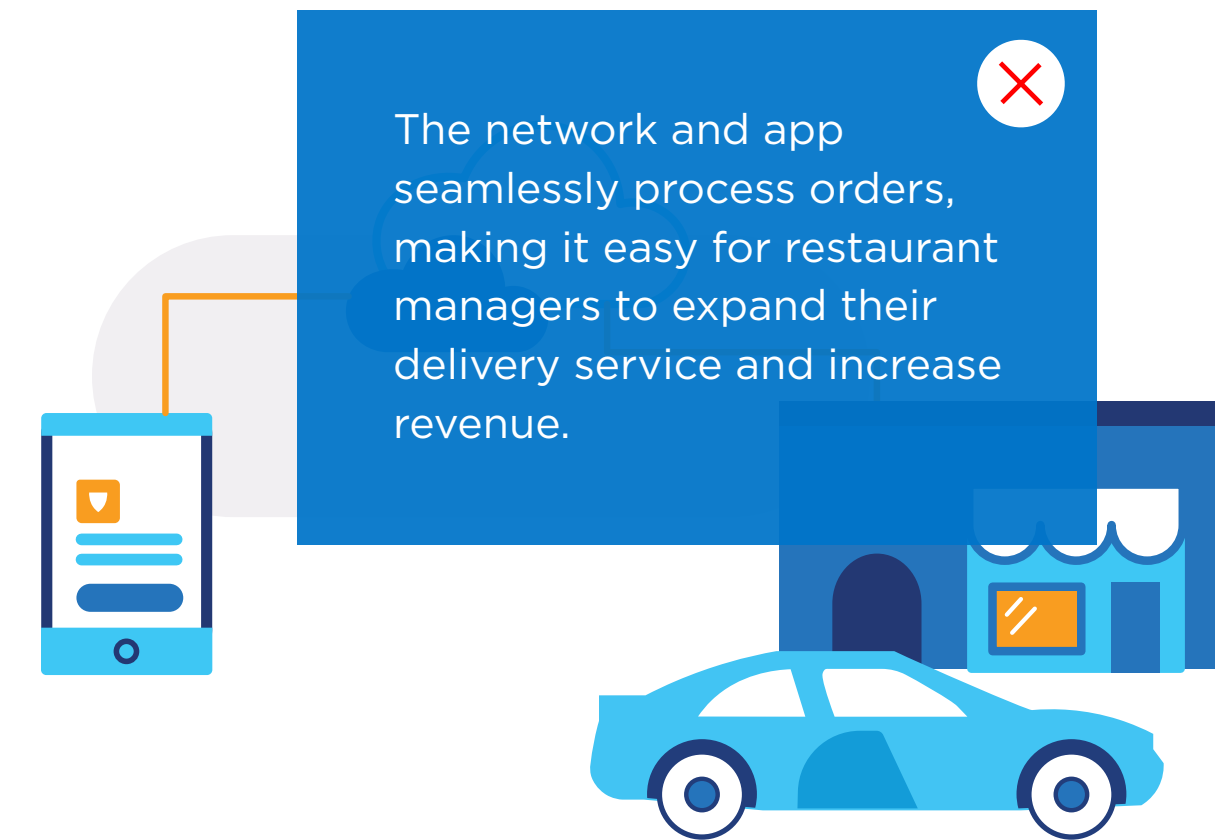 The network and app
seamlessly process orders,
making it easy for restaurant
managers to expand their
delivery service and increase
revenue.